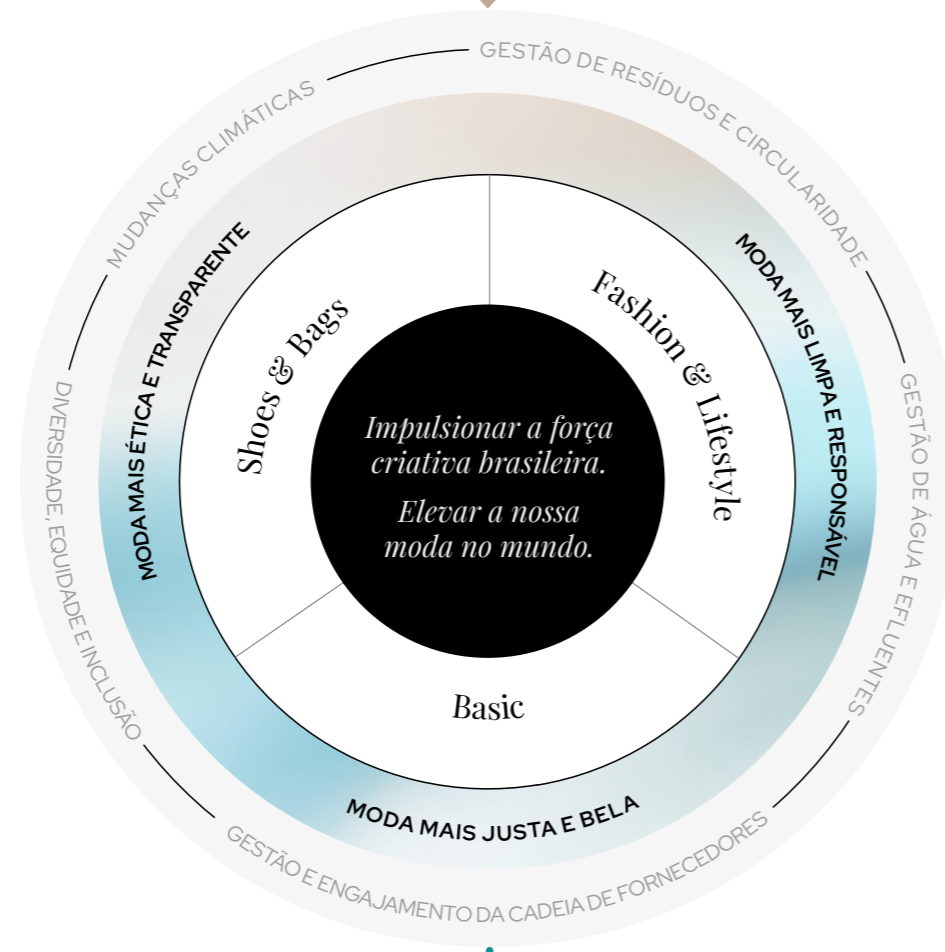 GESTÃO DE RESÍDUOS E CIRCULARIDADE
GESTÃO DE ÁGUA E EFLUENTES
GESTÃO E ENGAJAMENTO DA CADEIA DE FORNECEDORES
DIVERSIDADE, EQUIDADE E INCLUSÃO
MUDANÇAS CLIMÁTICAS
MODA MAIS LIMPA E RESPONSÁVEL
MODA MAIS JUSTA E BELA
MODA MAIS ÉTICA E TRANSPARENTE
Fashion & Lifestyle
Basic
Shoes & Bags
Impulsionar a força
criativa brasileira.
Elevar a nossa
moda no mundo.